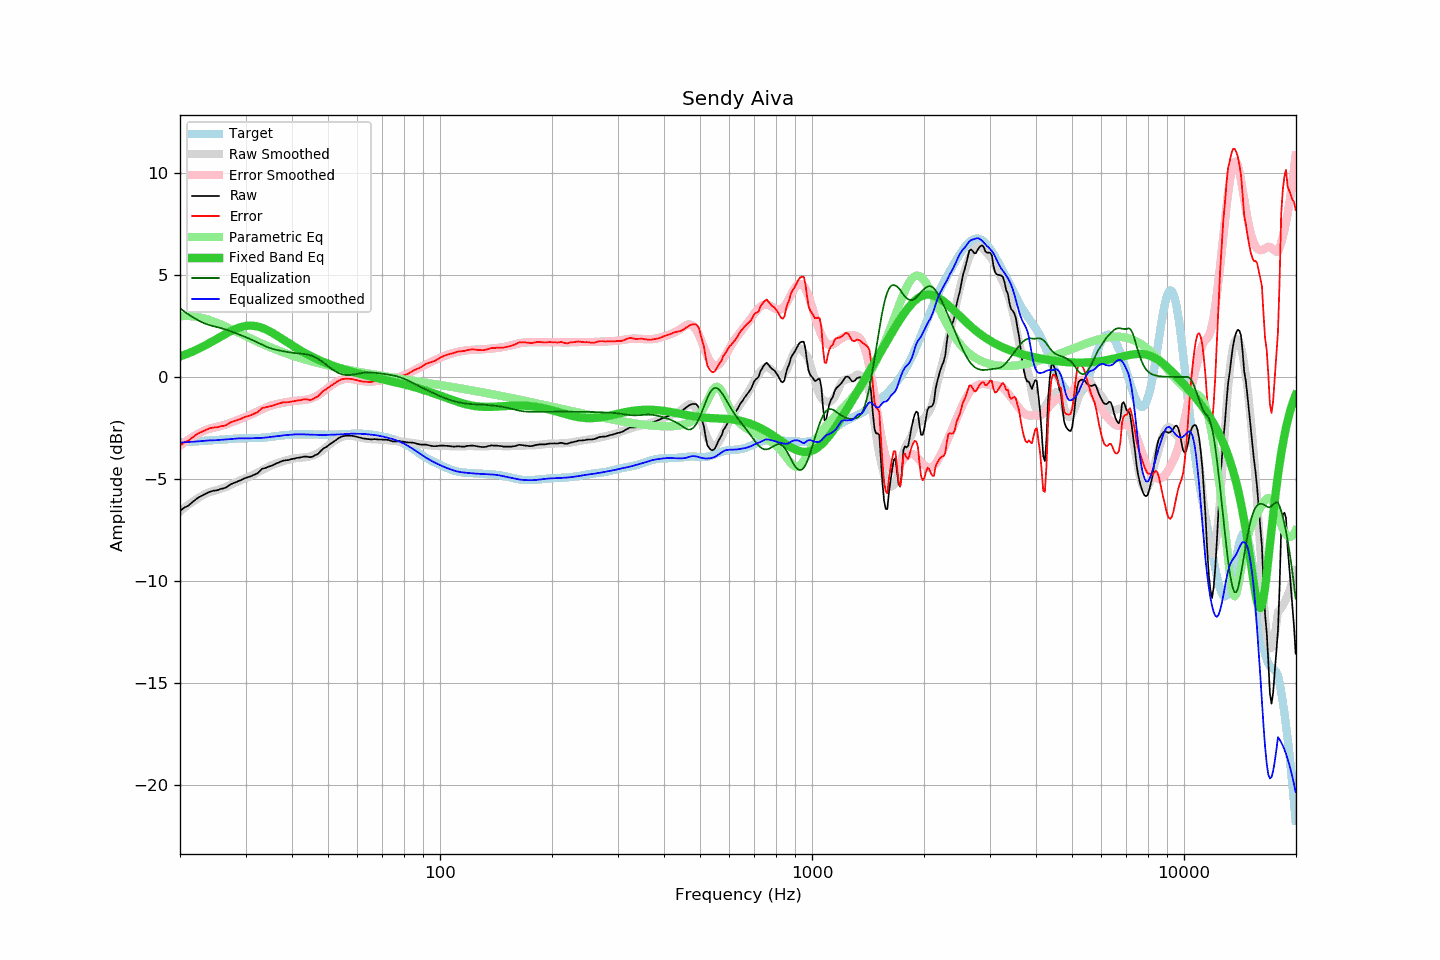 Sendy Aiva
Target
Raw Smoothed
Error Smoothed
Raw
Error
Parametric Eq
Fixed Band Eq
Equalization
Equalized smoothed
Amplitude (dBr)
10
5
0
−5
−10
−15
−20
100
1000
10000
Frequency (Hz)